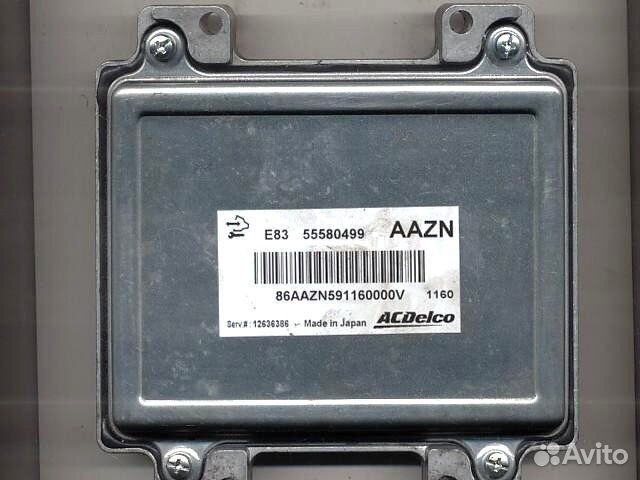 E83 55580499 AAZN
86AAZN591160000V 1160
Serv#: 12636386 - Made in Japan ACDelco
Avito